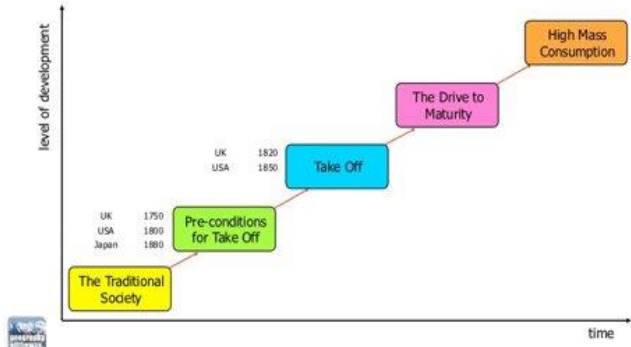 level of development
High Mass
Consumption
The Drive to
Maturity
UK 1820
USA 1850
Take Off
UK 1750
USA 1800
Japan 1880
Pre-conditions
for Take Off
The Traditional
Society
time
geography